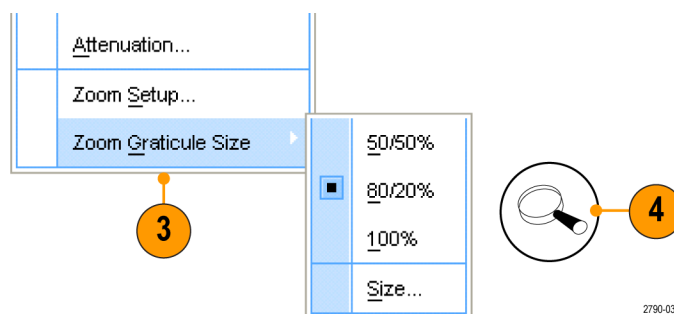 Attenuation...
Zoom Setup...
Zoom Graticule Size
50/50%
80/20%
100%
Size...
3
4
2790-03